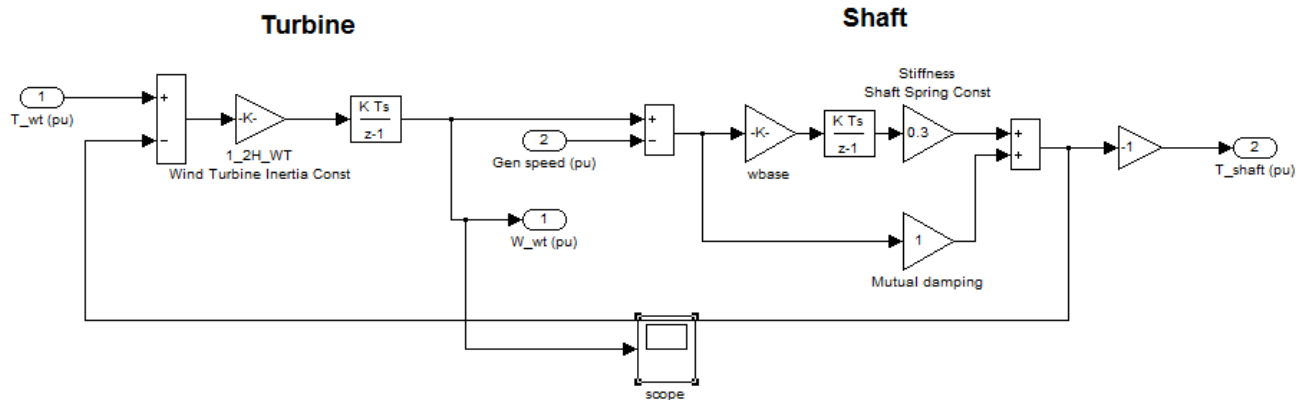 Turbine
Shaft
Stiffness
Shaft Spring Const
1
T_wt (pu)
+
−
-K-
1_2H_WT
Wind Turbine Inertia Const
K Ts
z-1
2
Gen speed (pu)
+
−
-K-
wbase
K Ts
z-1
0.3
+
+
-1
2
T_shaft (pu)
1
W_wt (pu)
1
Mutual damping
scope